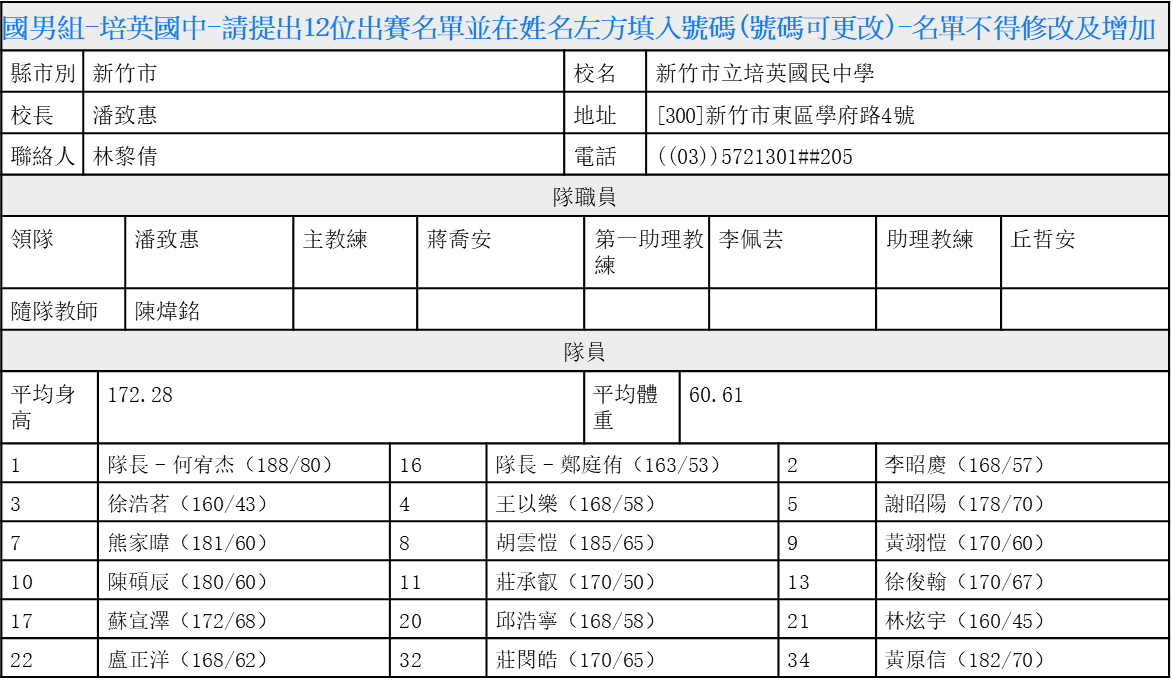 國男組-培英國中-請提出12位出賽名單並在姓名左方填入號碼(號碼可更改)-名單不得修改及增加
縣市別 新竹市 校名 新竹市立培英國民中學
校長 潘致惠 地址 [300]新竹市東區學府路4號
聯絡人 林黎倩 電話 ((03))5721301##205
隊職員
領隊 潘致惠 主教練 蔣喬安 第一助理教練 李佩芸 助理教練 丘哲安
隨隊教師 陳煒銘
隊員
平均身高 172.28 平均體重 60.61
1 隊長-何宥杰(188/80) 16 隊長-鄭庭侑(163/53) 2 李昭慶(168/57)
3 徐浩茗(160/43) 4 王以樂(168/58) 5 謝昭陽(178/70)
7 熊家暐(181/60) 8 胡雲愷(185/65) 9 黃翊愷(170/60)
10 陳碩辰(180/60) 11 莊承叡(170/50) 13 徐俊翰(170/67)
17 蘇宣澤(172/68) 20 邱浩寧(168/58) 21 林炫宇(160/45)
22 盧正洋(168/62) 32 莊閔皓(170/65) 34 黃原信(182/70)